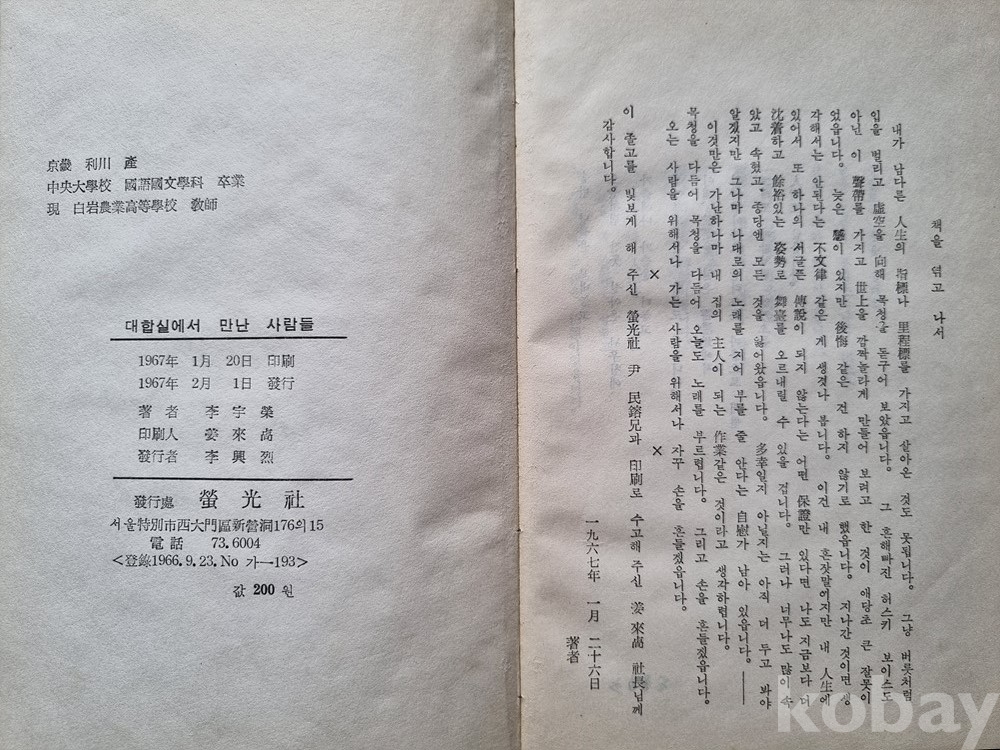 京畿 利川 產
中央大學校 國語國文學科 卒業
現 白岩農業高等學校 敎師
대합실에서 만난 사람들
1967年 1月 20日 印刷
1967年 2月 1日 發行
著者 李宇榮
印刷人 姜來卨
發行者 李興烈
發行處 螢光社
서울特別市西大門區新營洞176의15
電話 73.6004
<登錄1966.9.23.No 가—193>
값 200 원
책을 엮고 나서
내가 남다른 人生의 指標나 里程標를 가지고 살아온 것도 못됩니다. 그냥 버릇처럼
입을 벌리고 虛空을 向해 목청을 돋구어 보았읍니다. 그 흔해빠진 허스키 보이스도
아닌 이 聲帶를 가지고 世上을 깜짝놀라게 만들어 보려고 한 것이 애당초 큰 잘못이
었읍니다. 늦은 感이 있지만 後悔 같은 건 하지 않기로 했읍니다. 지나간 것이면 생
각해서는 안된다는 不文律 같은 게 생겼나 봅니다. 이건 내 혼잣말이지만 내 人生에
있어서 또 하나의 서글픈 傳說이 되지 않는다는 어떤 保證만 있다면 나도 지금보다 더
沈着하고 餘裕있는 姿勢로 舞臺를 오르내릴 수 있을 겁니다. 그러나 너무나도 많이 속
았고 속혔고, 종당엔 모든 것을 잃어왔읍니다. 多幸일지 아닐지는 아직 더 두고 봐야
알겠지만 그나마 나대로의 노래를 지어 부를 줄 안다는 自慰가 남아 있읍니다. ——
이것만은 가난하나마 내 집의 主人이 되는 作業같은 것이라고 생각하렵니다.
목청을 다듬어 목청을 다듬어 오늘도 노래를 부르렵니다. 그리고 손을 흔들겠읍니다.
오는 사람을 위해서나 가는 사람을 위해서나 자꾸 손을 흔들겠읍니다.
× ×
이 졸고를 빛보게 해 주신 螢光社 尹民鎔兄과 印刷로 수고해 주신 姜來卨 社長님께
감사합니다.
一九六七年 一月 二十六日
著者
kobay